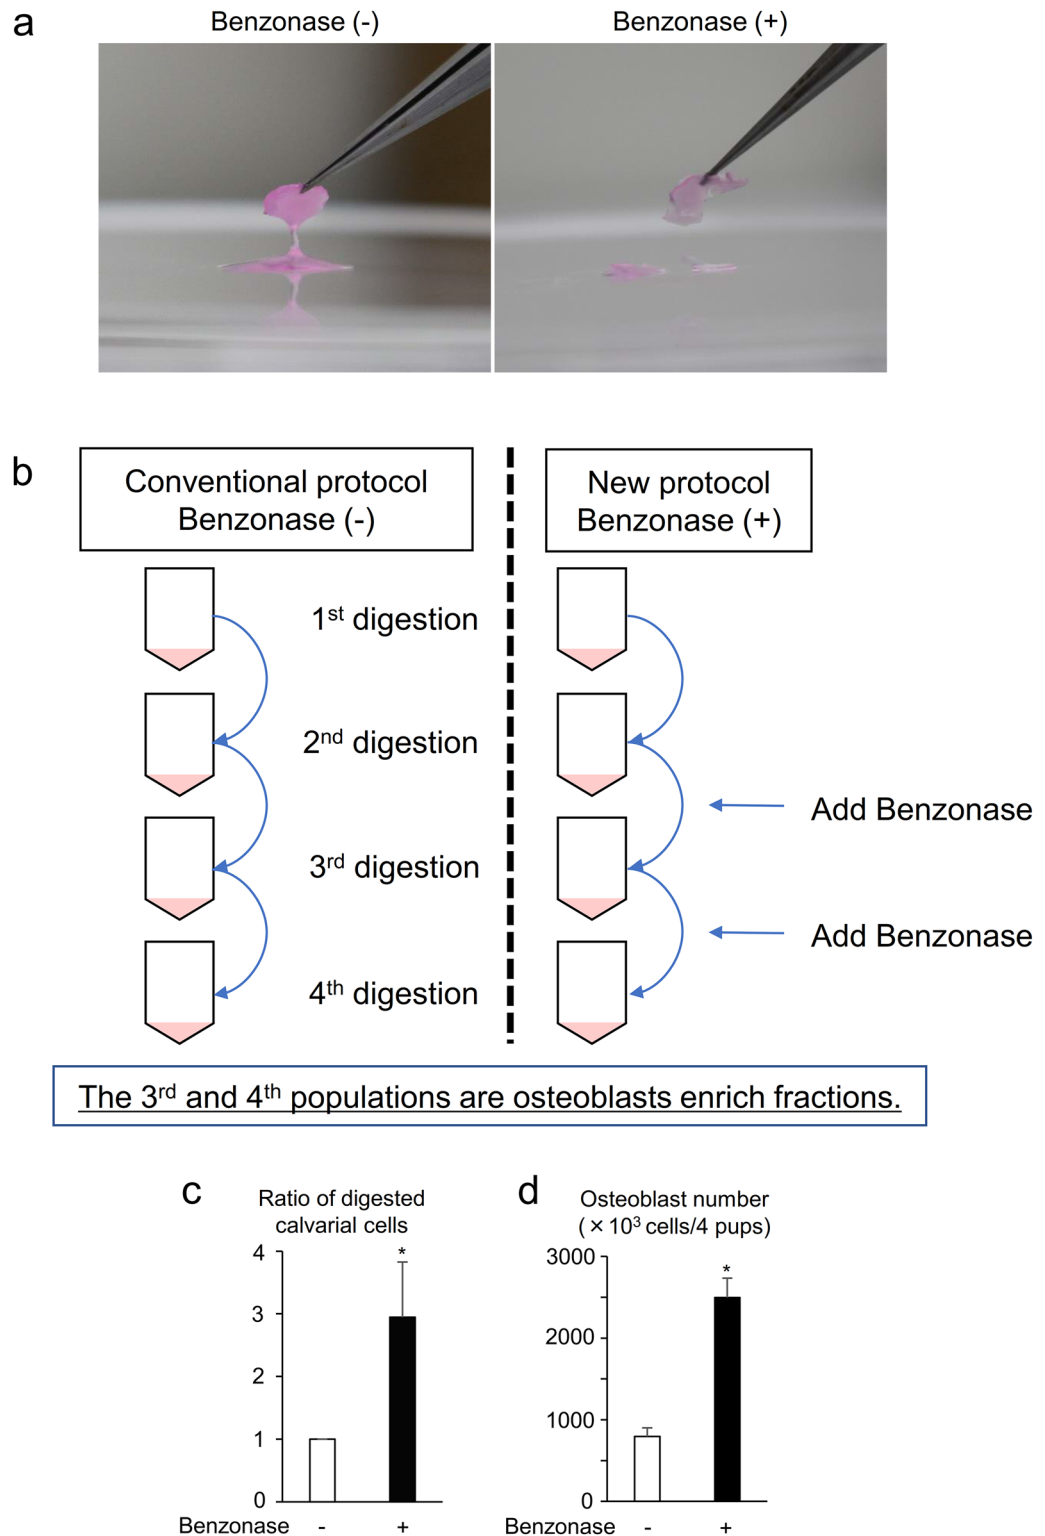 a
Benzonase (-)
Benzonase (+)
b
Conventional protocol
Benzonase (-)
New protocol
Benzonase (+)
1st digestion
2nd digestion
Add Benzonase
3rd digestion
Add Benzonase
4th digestion
The 3rd and 4th populations are osteoblasts enrich fractions.
c
Ratio of digested
calvarial cells
4
3
2
1
0
*
Benzonase - +
d
Osteoblast number
(×10³ cells/4 pups)
3000
2000
1000
0
*
Benzonase - +